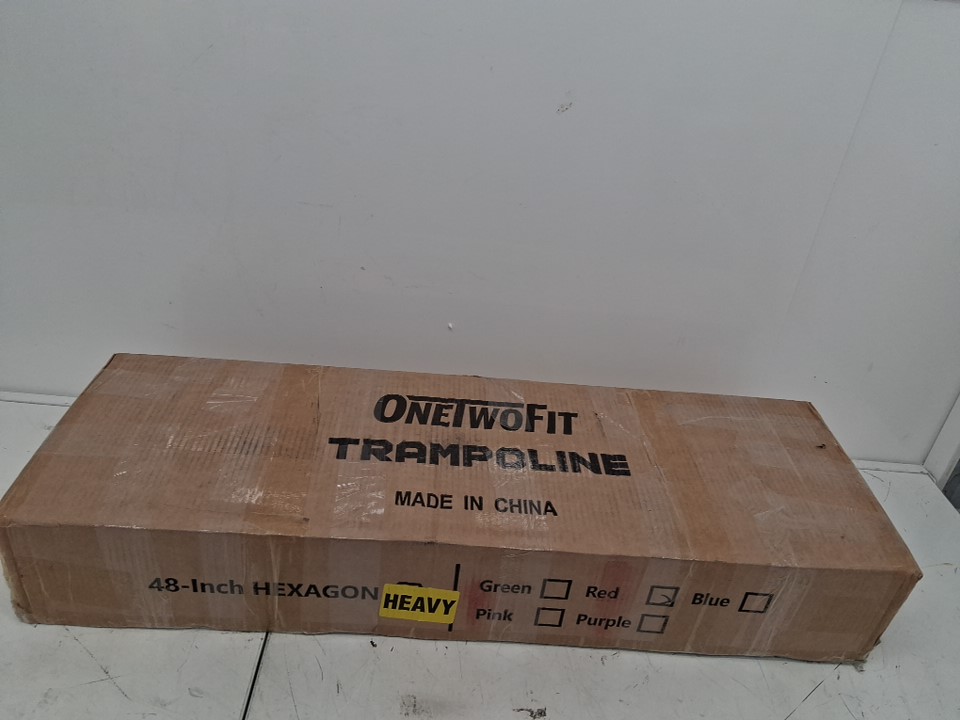 ONETWOFIT
TRAMPOLINE
MADE IN CHINA
48-Inch HEXAGON
HEAVY
Green Red Blue
Pink Purple